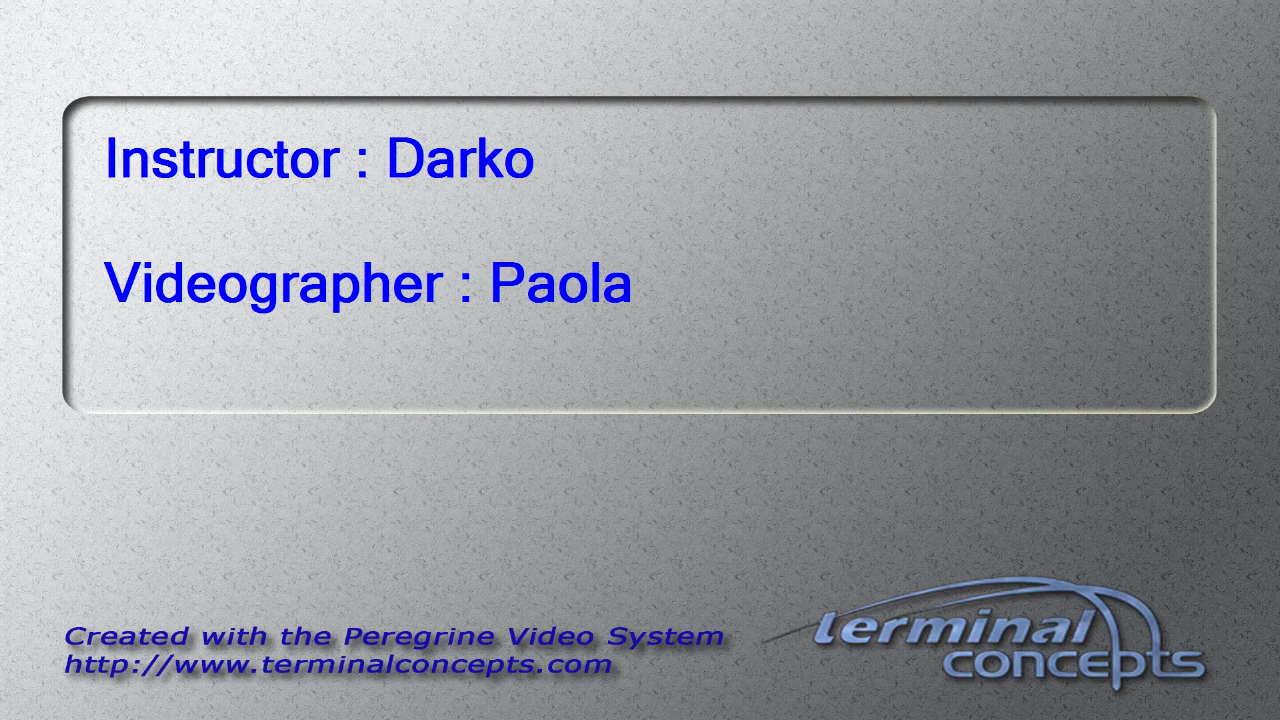 Instructor : Darko
Videographer : Paola
Created with the Peregrine Video System
http://www.terminalconcepts.com
terminal
concepts